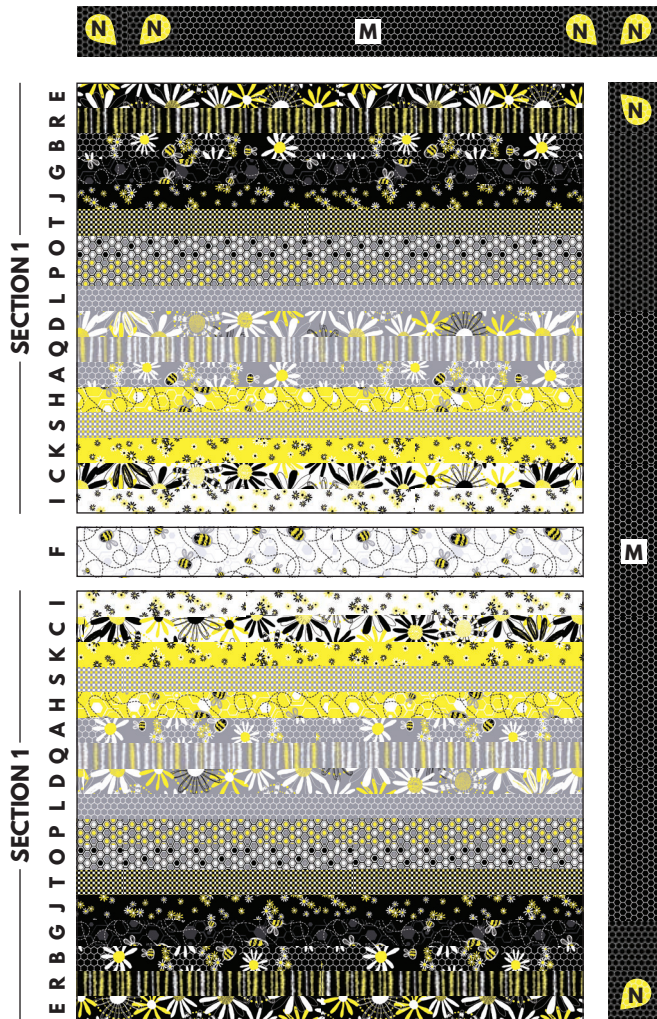 N N M N N
SECTION 1
I C K S H A Q D L P O T J G B R E
N
F
M
SECTION 1
E R B G J T O P L D Q A H S K C I
N